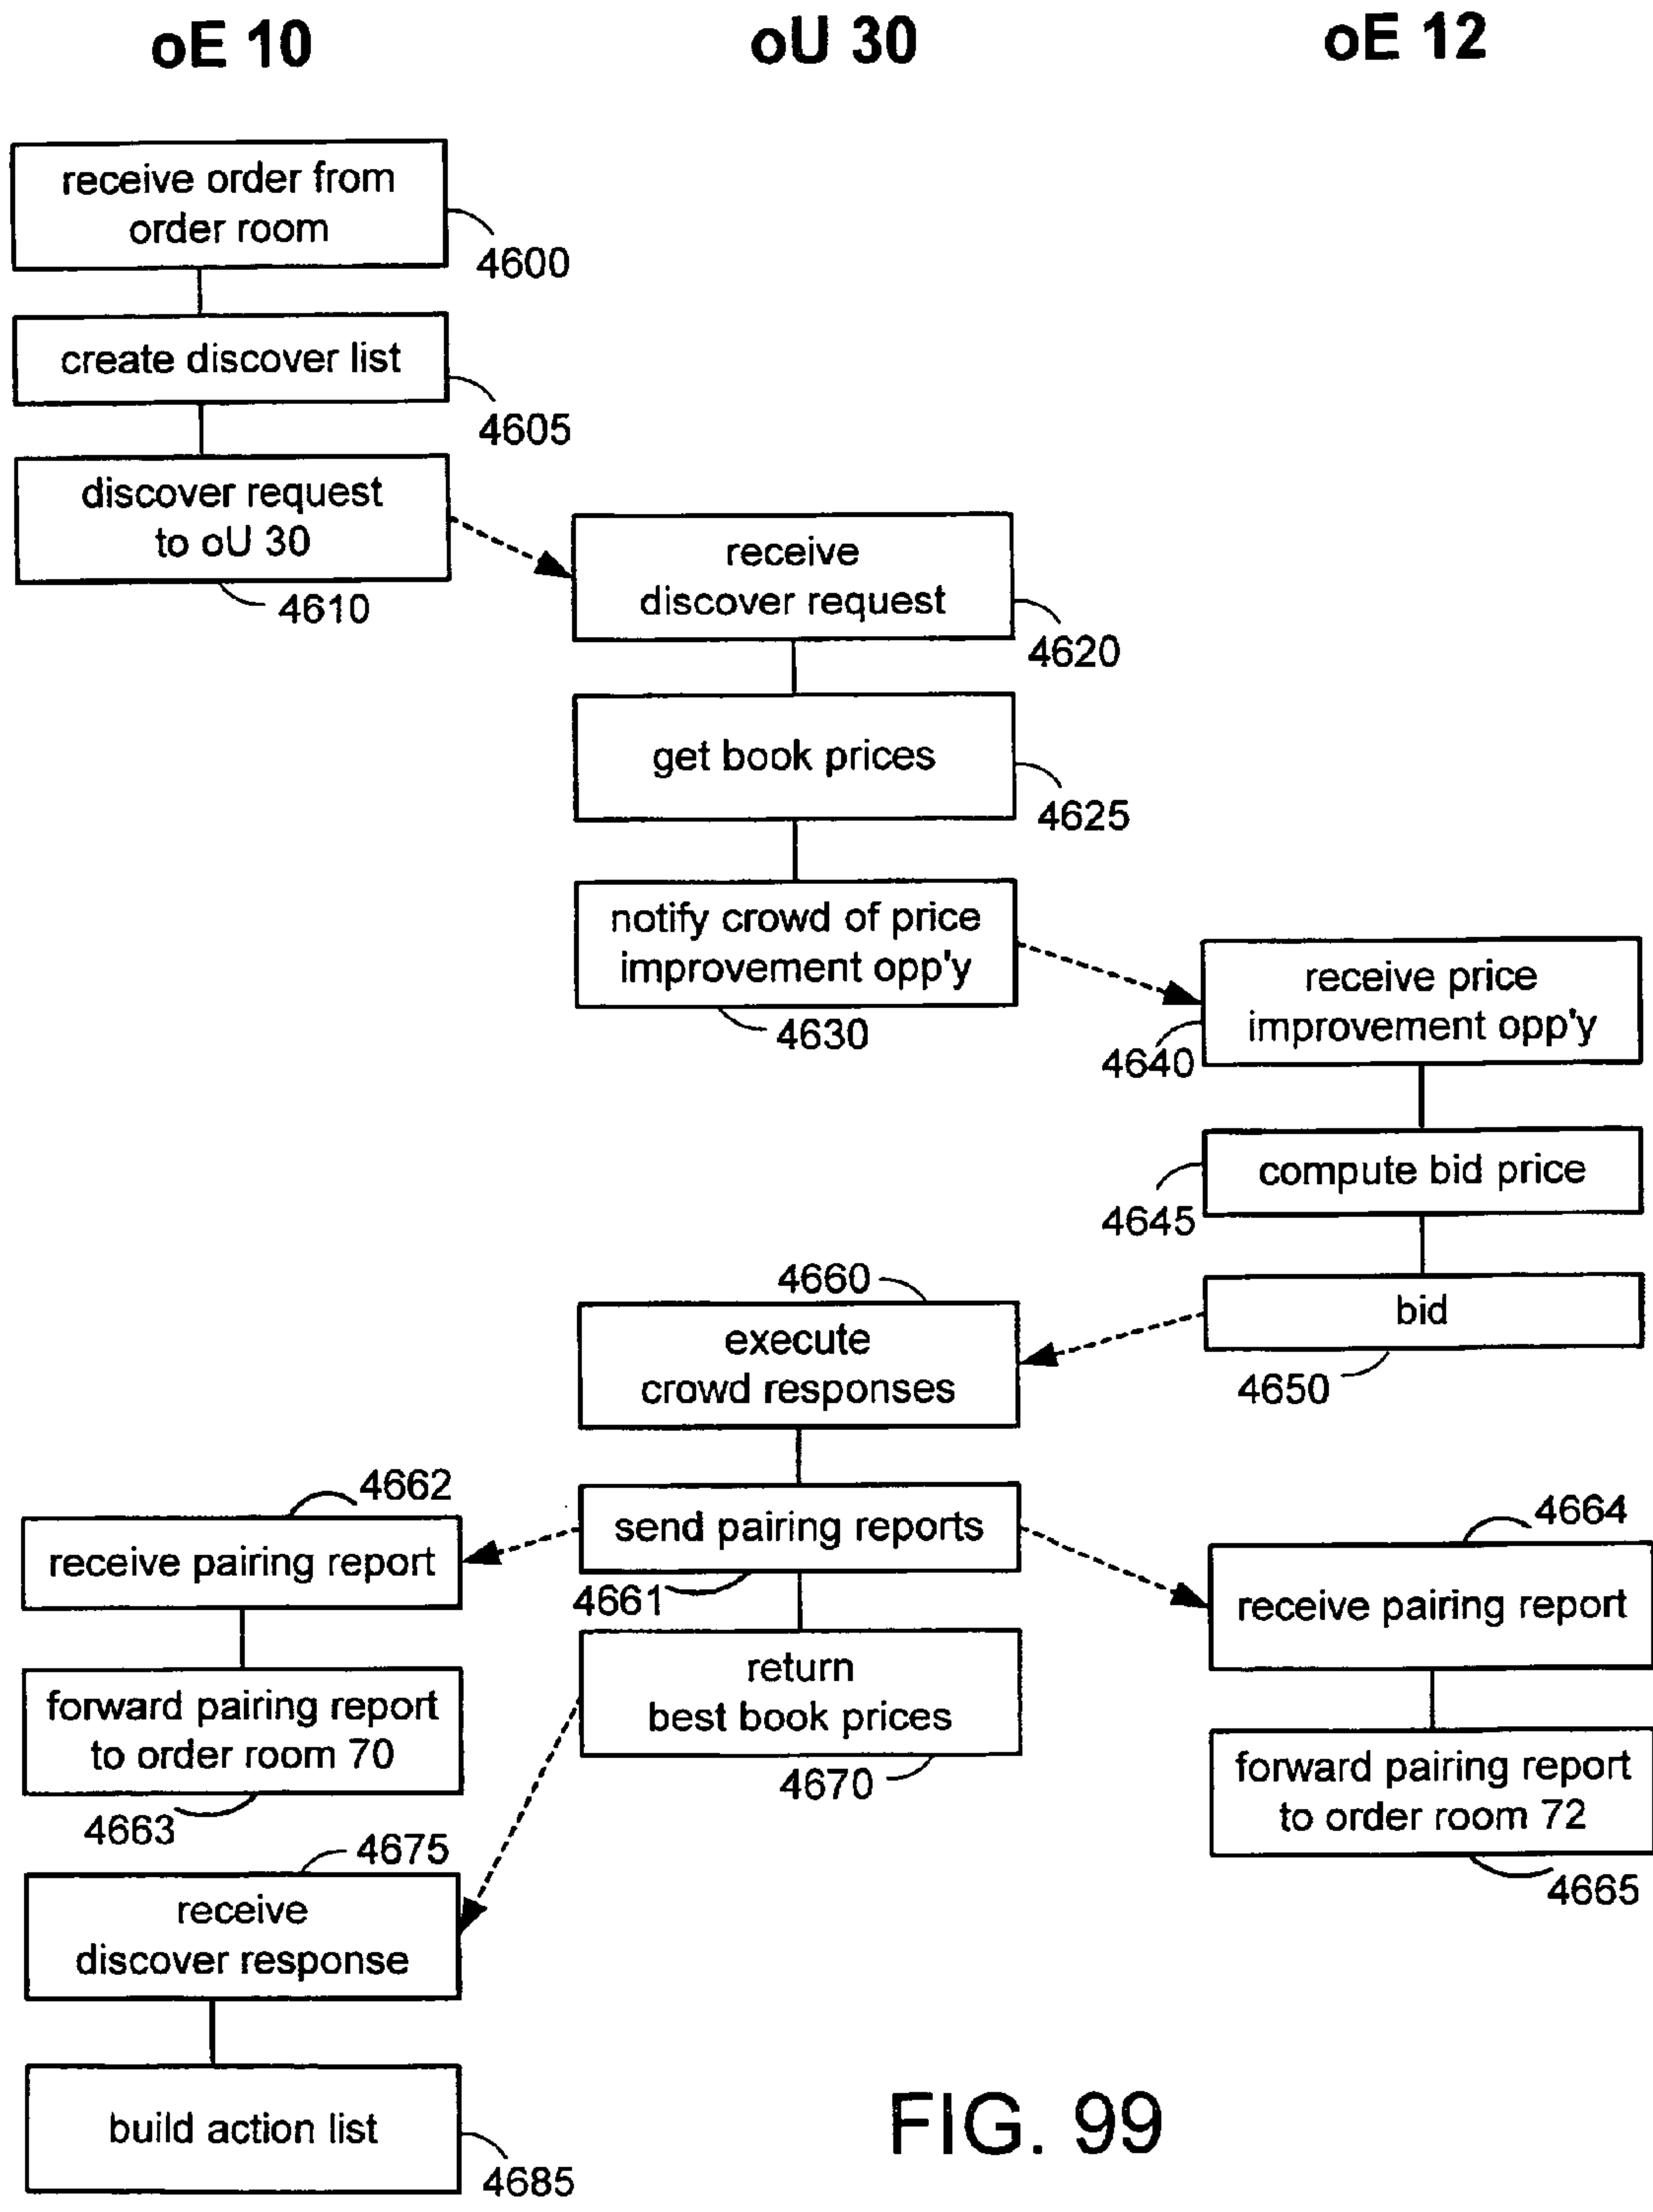 oE 10
oU 30
oE 12
receive order from
order room
4600
create discover list
4605
discover request
to oU 30
4610
receive
discover request
4620
get book prices
4625
notify crowd of price
improvement opp'y
4630
receive price
improvement opp'y
4640
compute bid price
4645
bid
4650
4660
execute
crowd responses
send pairing reports
4661
4662
receive pairing report
forward pairing report
to order room 70
4663
4664
receive pairing report
forward pairing report
to order room 72
4665
return
best book prices
4670
4675
receive
discover response
build action list
4685
FIG. 99